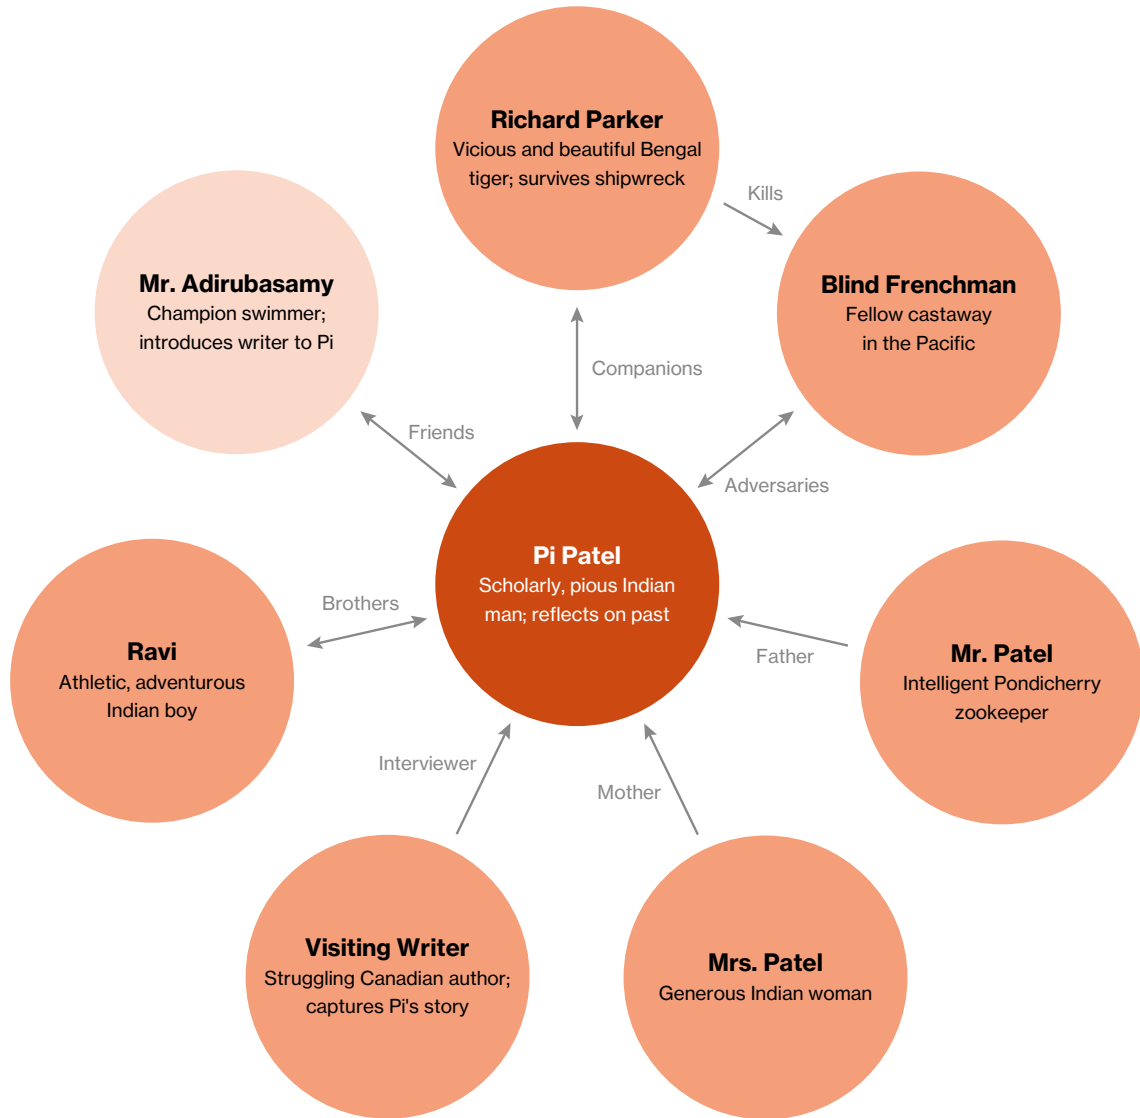 Richard Parker
Vicious and beautiful Bengal
tiger; survives shipwreck
Kills
Mr. Adirubasamy
Champion swimmer;
introduces writer to Pi
Blind Frenchman
Fellow castaway
in the Pacific
Companions
Friends
Adversaries
Pi Patel
Scholarly, pious Indian
man; reflects on past
Brothers
Ravi
Athletic, adventurous
Indian boy
Father
Mr. Patel
Intelligent Pondicherry
zookeeper
Interviewer
Mother
Visiting Writer
Struggling Canadian author;
captures Pi's story
Mrs. Patel
Generous Indian woman